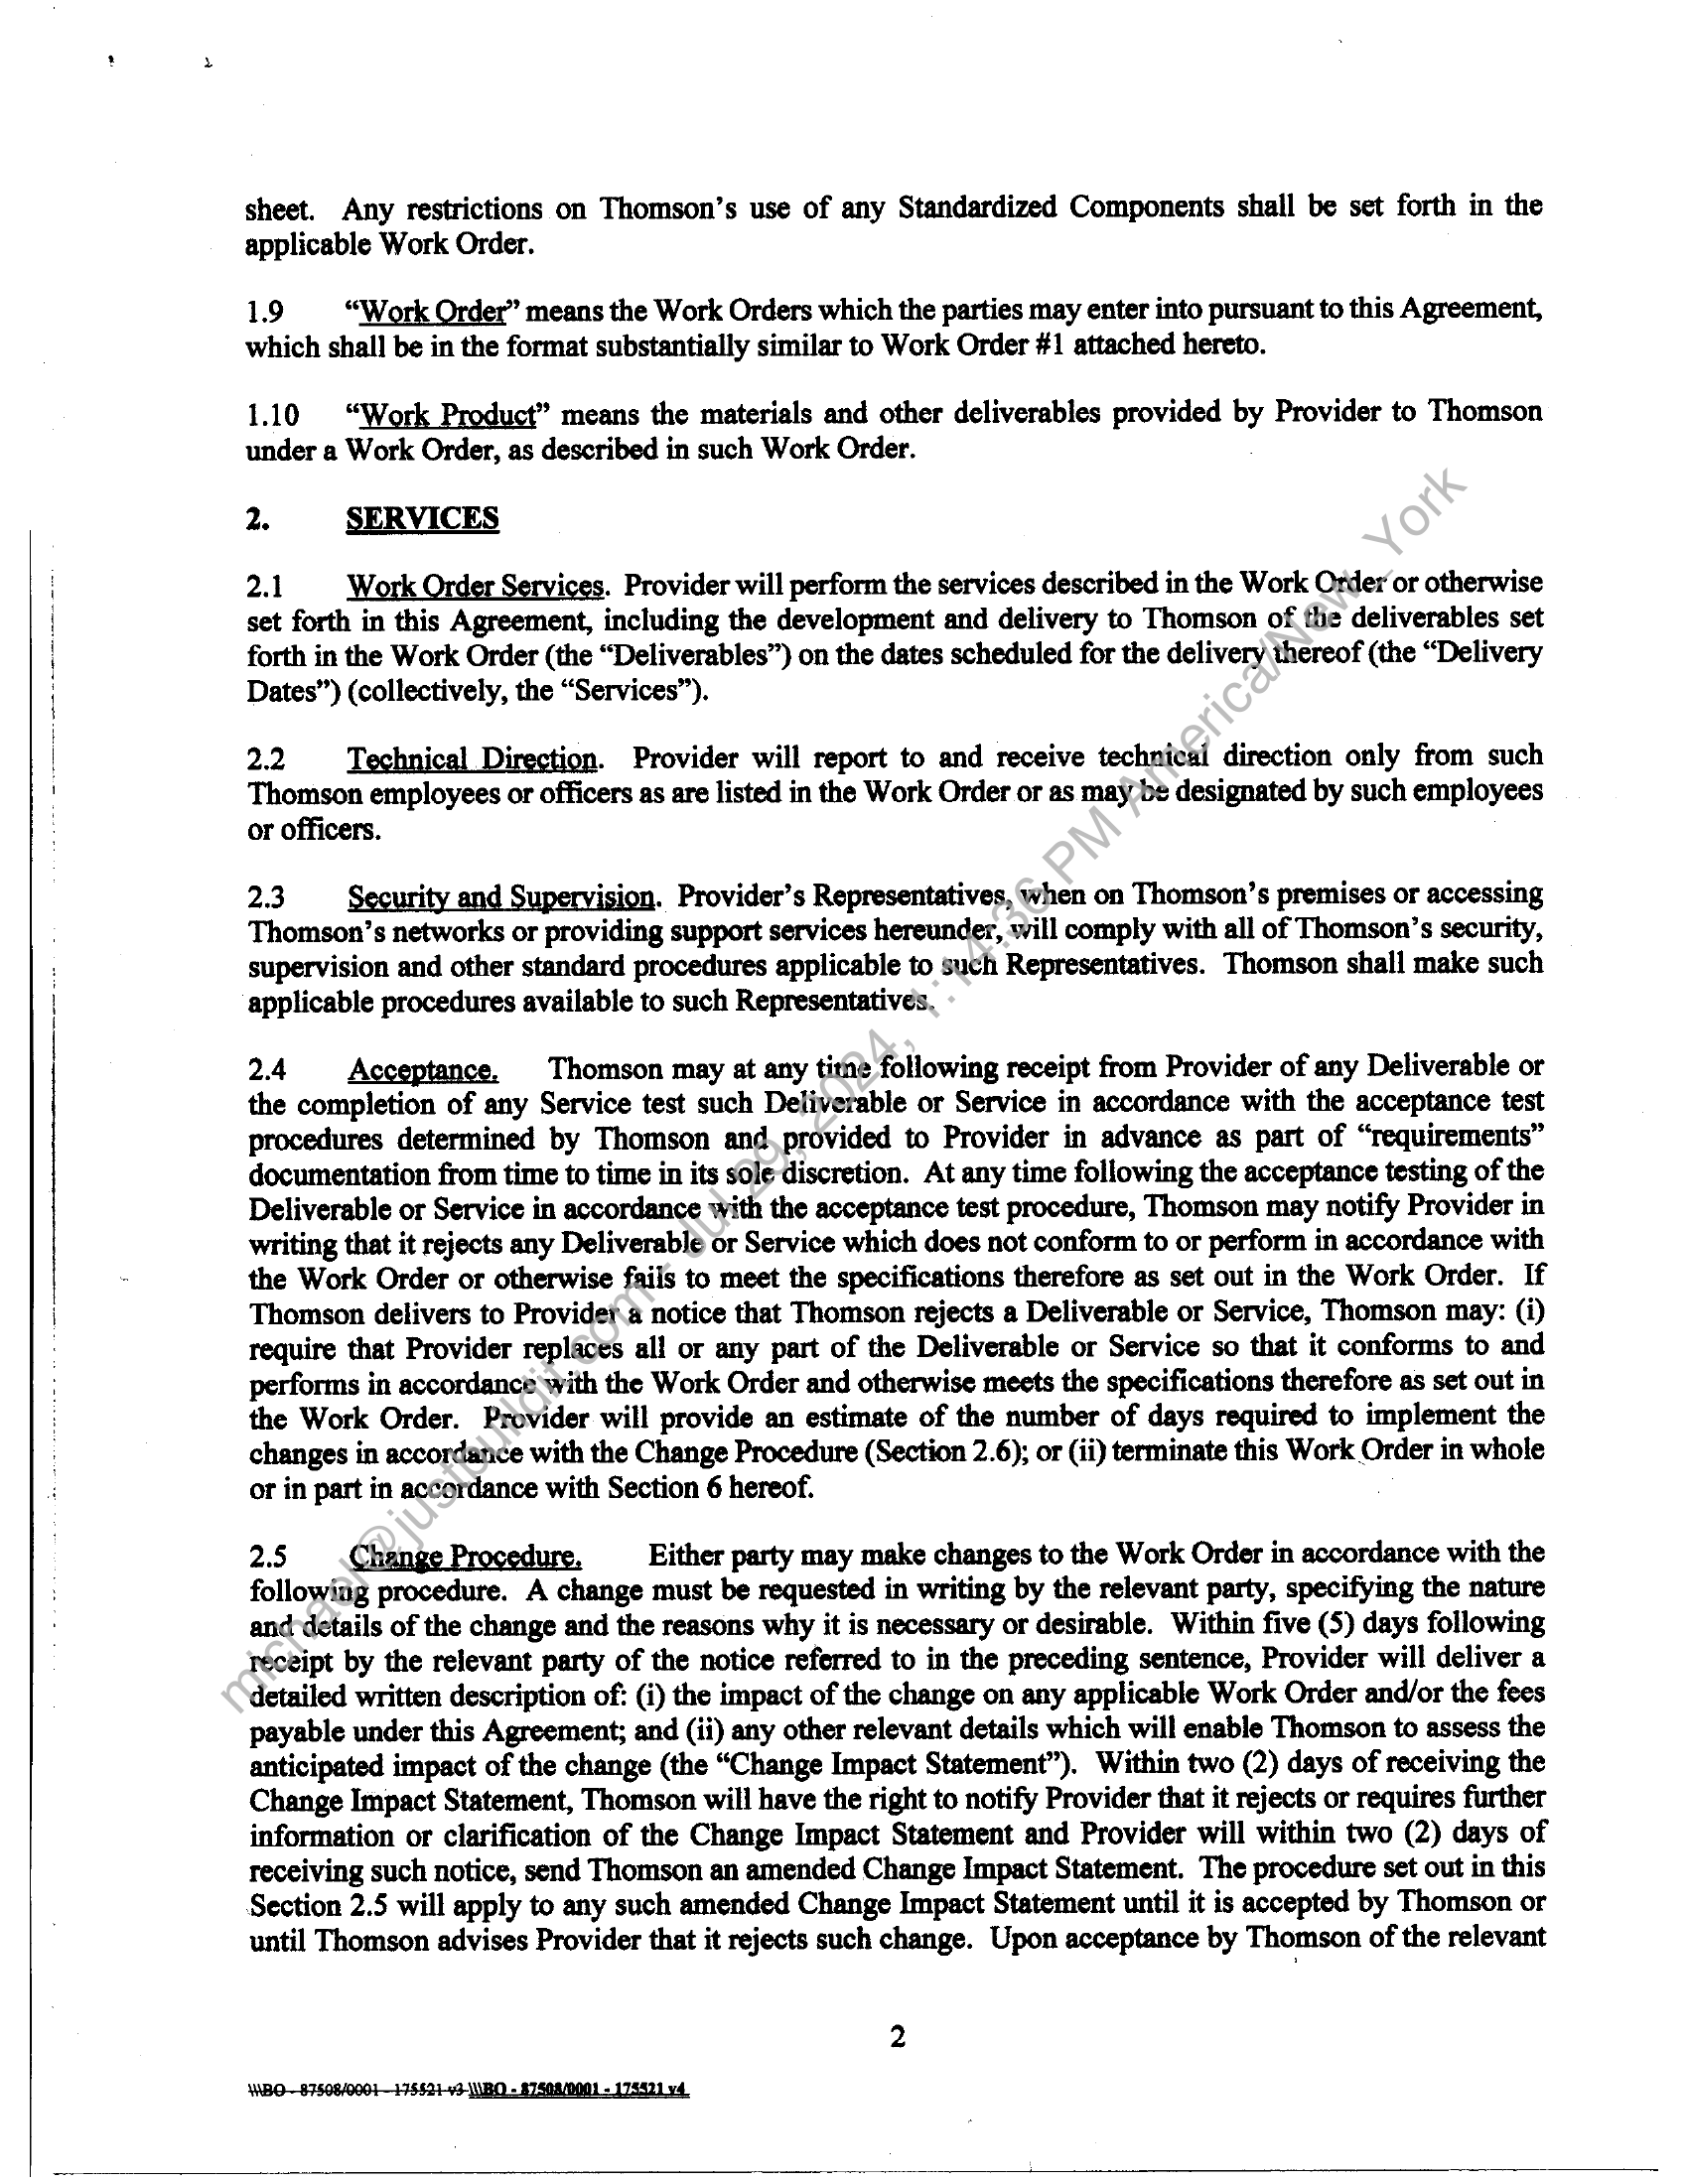 sheet. Any restrictions on Thomson's use of any Standardized Components shall be set forth in the
applicable Work Order.
1.9 "Work Order" means the Work Orders which the parties may enter into pursuant to this Agreement,
which shall be in the format substantially similar to Work Order #1 attached hereto.
1.10 "Work Product" means the materials and other deliverables provided by Provider to Thomson
under a Work Order, as described in such Work Order.
2. SERVICES
2.1 Work Order Services. Provider will perform the services described in the Work Order or otherwise
set forth in this Agreement, including the development and delivery to Thomson of the deliverables set
forth in the Work Order (the "Deliverables") on the dates scheduled for the delivery thereof (the "Delivery
Dates") (collectively, the "Services").
2.2 Technical Direction. Provider will report to and receive technical direction only from such
Thomson employees or officers as are listed in the Work Order or as may be designated by such employees
or officers.
2.3 Security and Supervision. Provider's Representatives, when on Thomson's premises or accessing
Thomson's networks or providing support services hereunder, will comply with all of Thomson's security,
supervision and other standard procedures applicable to such Representatives. Thomson shall make such
applicable procedures available to such Representatives.
2.4 Acceptance. Thomson may at any time following receipt from Provider of any Deliverable or
the completion of any Service test such Deliverable or Service in accordance with the acceptance test
procedures determined by Thomson and provided to Provider in advance as part of "requirements"
documentation from time to time in its sole discretion. At any time following the acceptance testing of the
Deliverable or Service in accordance with the acceptance test procedure, Thomson may notify Provider in
writing that it rejects any Deliverable or Service which does not conform to or perform in accordance with
the Work Order or otherwise fails to meet the specifications therefore as set out in the Work Order. If
Thomson delivers to Provider a notice that Thomson rejects a Deliverable or Service, Thomson may: (i)
require that Provider replaces all or any part of the Deliverable or Service so that it conforms to and
performs in accordance with the Work Order and otherwise meets the specifications therefore as set out in
the Work Order. Provider will provide an estimate of the number of days required to implement the
changes in accordance with the Change Procedure (Section 2.6); or (ii) terminate this Work Order in whole
or in part in accordance with Section 6 hereof.
2.5 Change Procedure. Either party may make changes to the Work Order in accordance with the
following procedure. A change must be requested in writing by the relevant party, specifying the nature
and details of the change and the reasons why it is necessary or desirable. Within five (5) days following
receipt by the relevant party of the notice referred to in the preceding sentence, Provider will deliver a
detailed written description of: (i) the impact of the change on any applicable Work Order and/or the fees
payable under this Agreement; and (ii) any other relevant details which will enable Thomson to assess the
anticipated impact of the change (the "Change Impact Statement"). Within two (2) days of receiving the
Change Impact Statement, Thomson will have the right to notify Provider that it rejects or requires further
information or clarification of the Change Impact Statement and Provider will within two (2) days of
receiving such notice, send Thomson an amended Change Impact Statement. The procedure set out in this
Section 2.5 will apply to any such amended Change Impact Statement until it is accepted by Thomson or
until Thomson advises Provider that it rejects such change. Upon acceptance by Thomson of the relevant
2
\\\BO - 87508/0001 - 175521 v3 \\\BO - 87508/0001 - 175521 v4
michael@justbuildit.com - Jul 29, 2024, 1:14:36 PM America/New_York